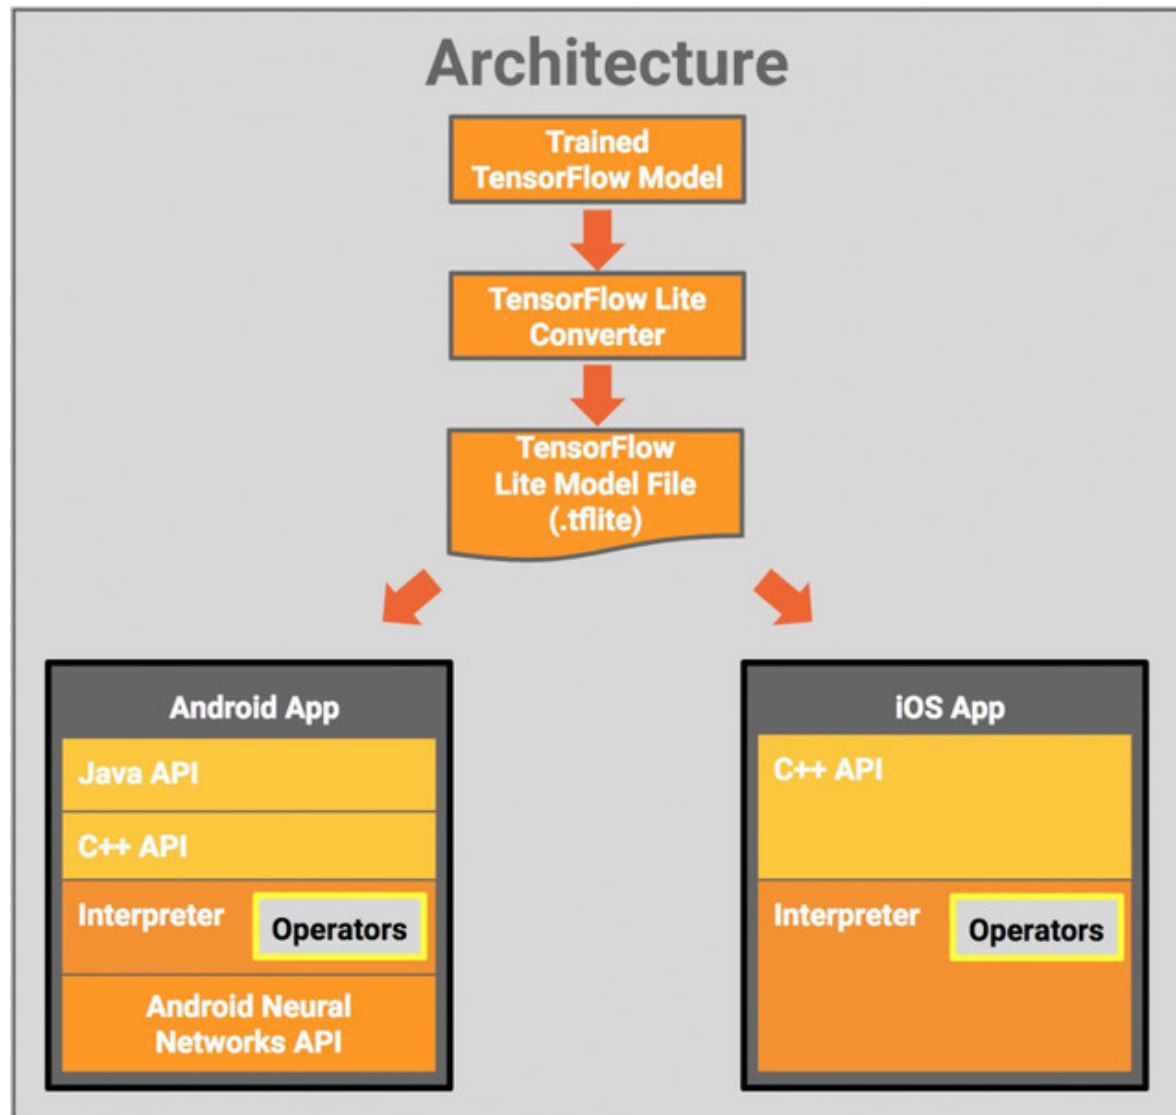 Architecture
Trained
TensorFlow Model
TensorFlow Lite
Converter
TensorFlow
Lite Model File
(.tflite)
Android App
Java API
C++ API
Interpreter
Operators
Android Neural
Networks API
iOS App
C++ API
Interpreter
Operators